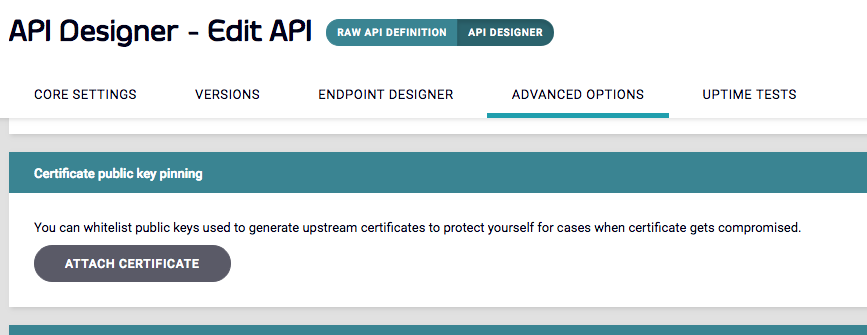 API Designer - Edit API
RAW API DEFINITION
API DESIGNER
CORE SETTINGS
VERSIONS
ENDPOINT DESIGNER
ADVANCED OPTIONS
UPTIME TESTS
Certificate public key pinning
You can whitelist public keys used to generate upstream certificates to protect yourself for cases when certificate gets compromised.
ATTACH CERTIFICATE